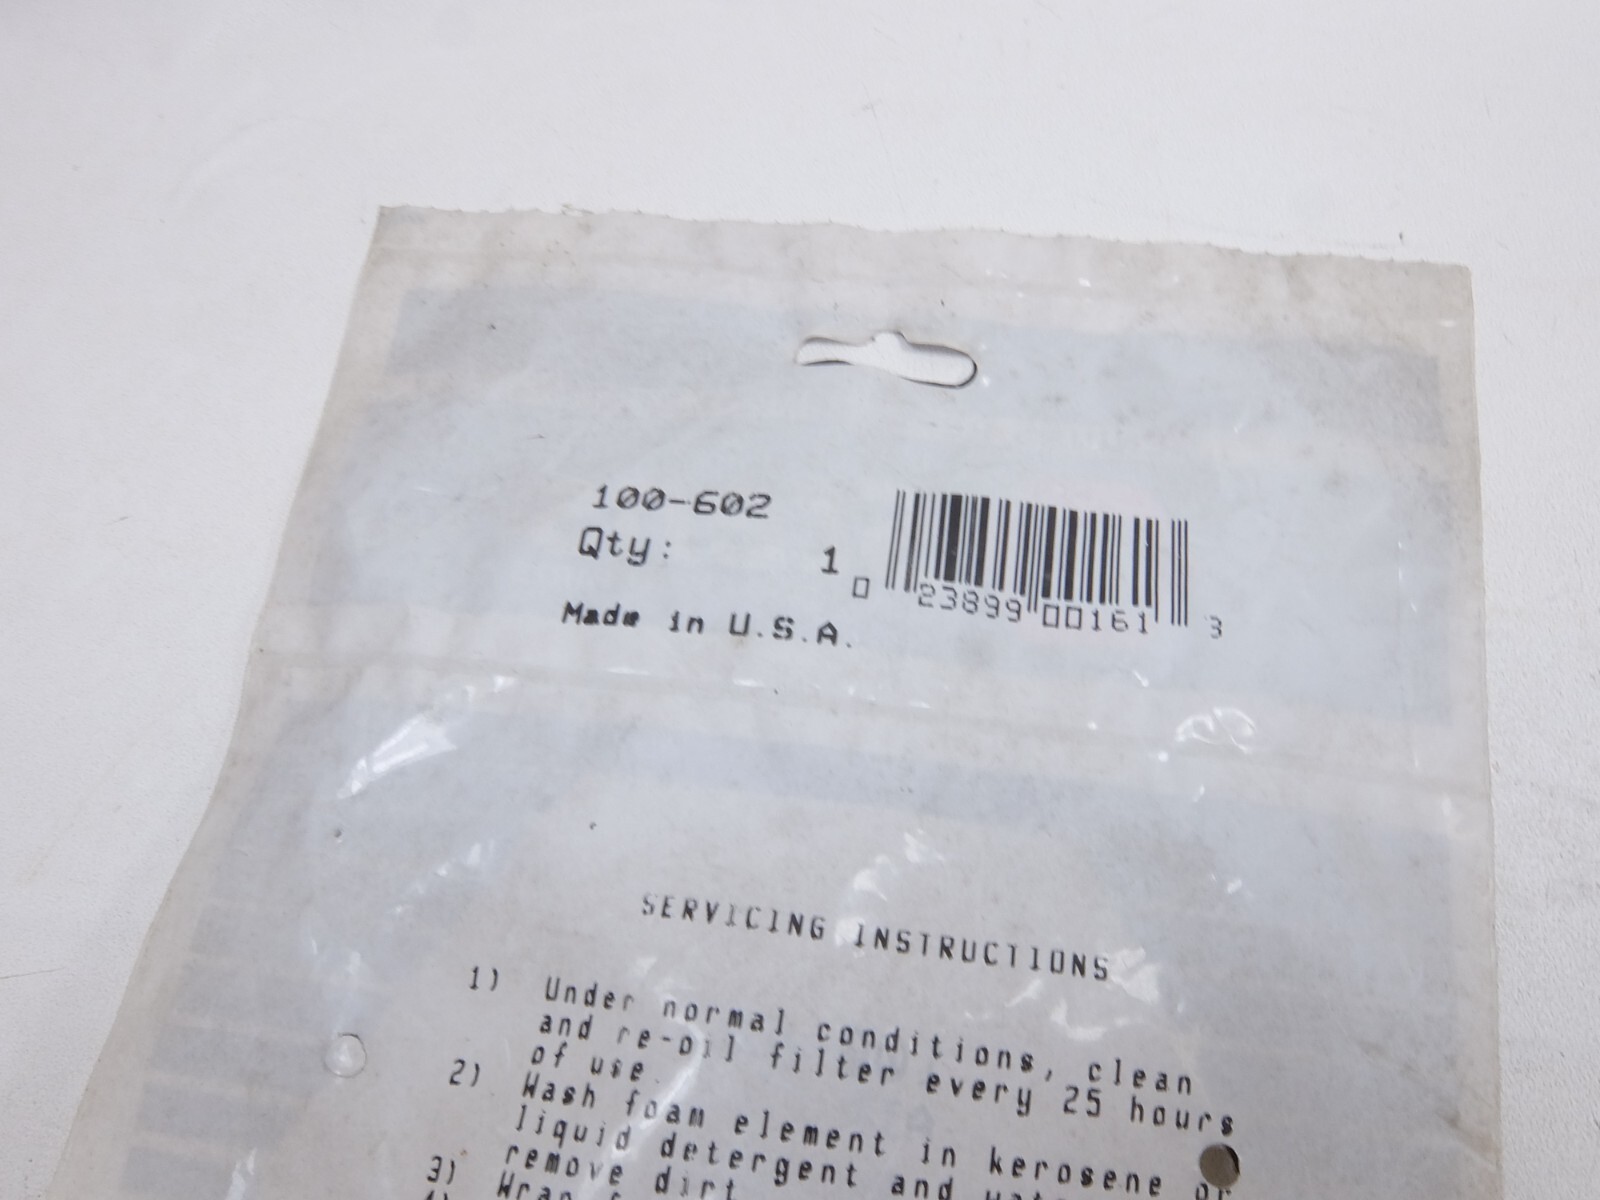 100-602
Qty: 1
0 23899 00161 3
Made in U.S.A.
SERVICING INSTRUCTIONS
1) Under normal conditions, clean
and re-oil filter every 25 hours
of use.
2) Wash foam element in kerosene or
liquid detergent and
remove dirt
3)